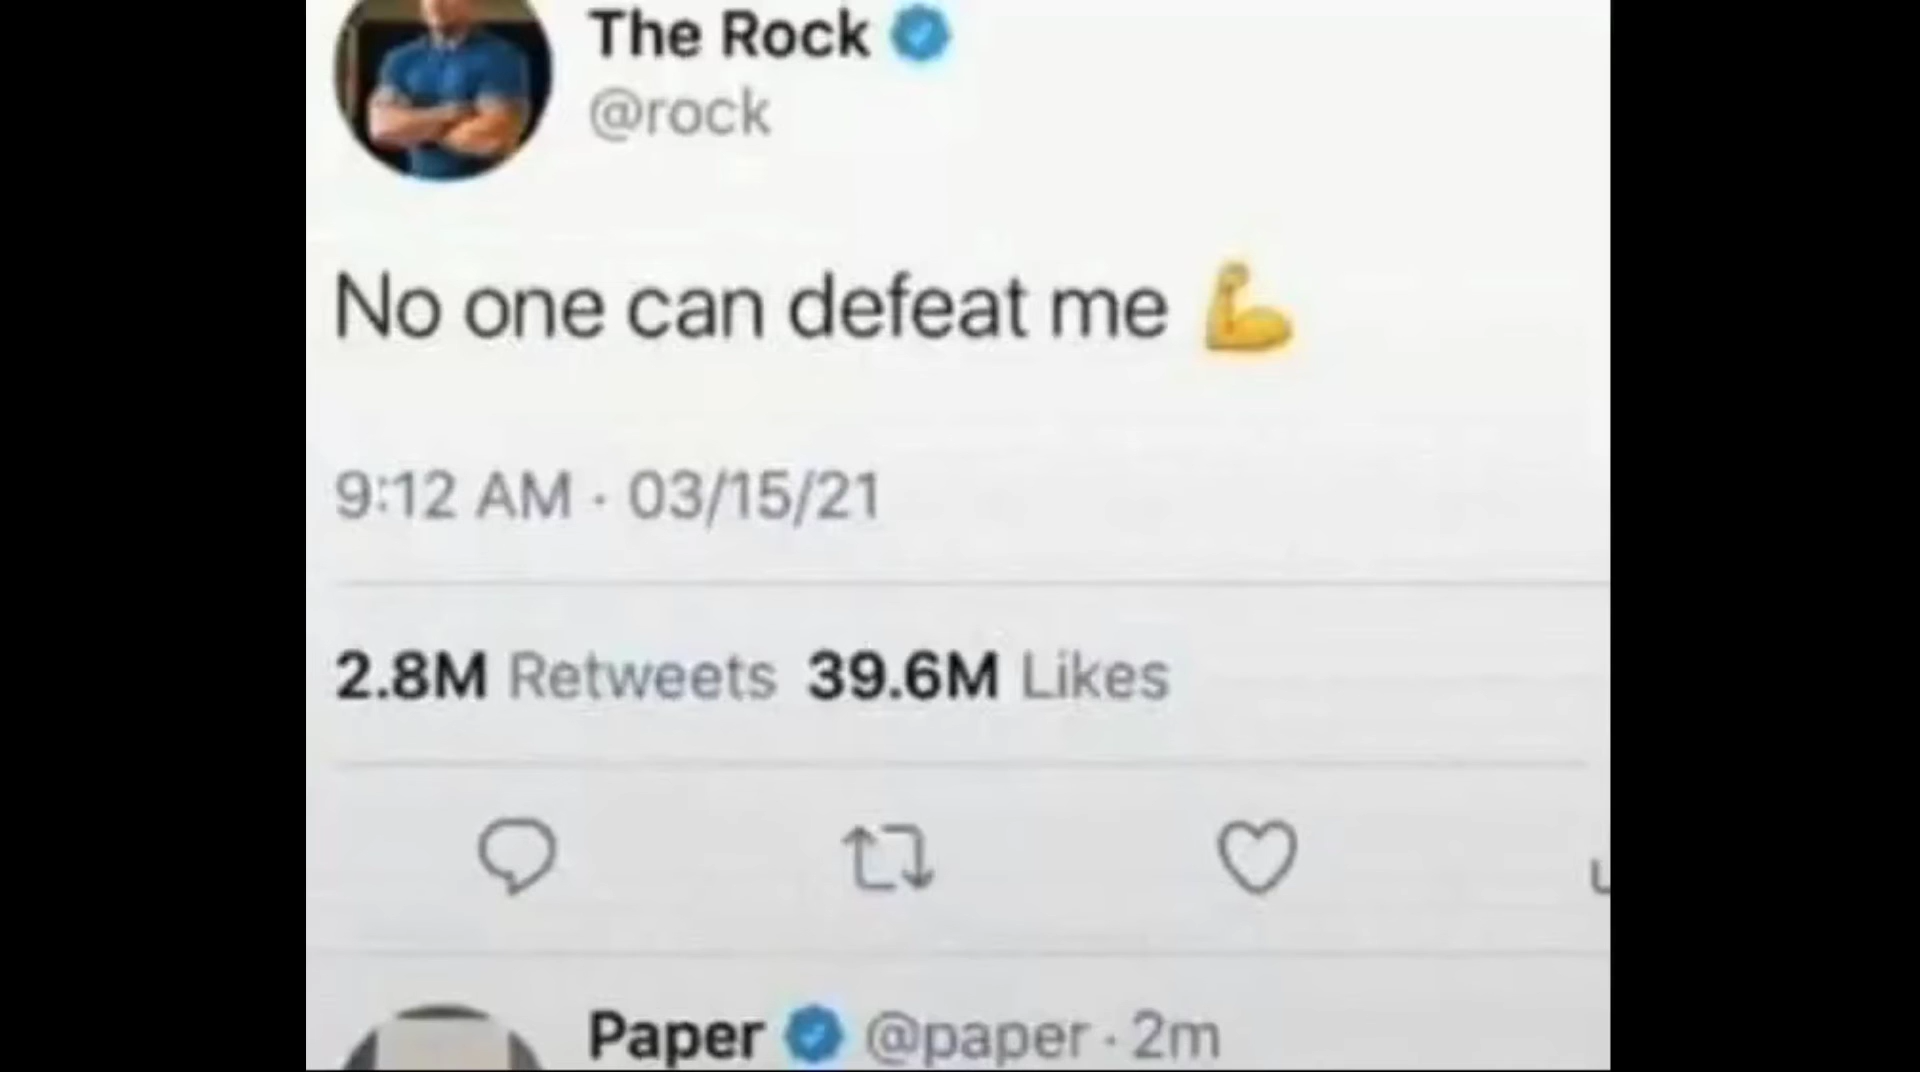 The Rock
@rock
No one can defeat me 💪
9:12 AM · 03/15/21
2.8M Retweets 39.6M Likes
Paper @paper · 2m